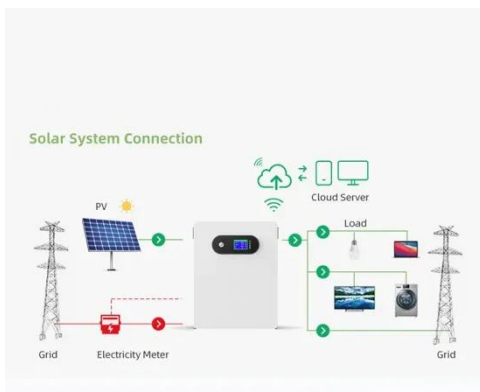 Solar System Connection
Cloud Server
PV
Load
Grid
Electricity Meter
Grid